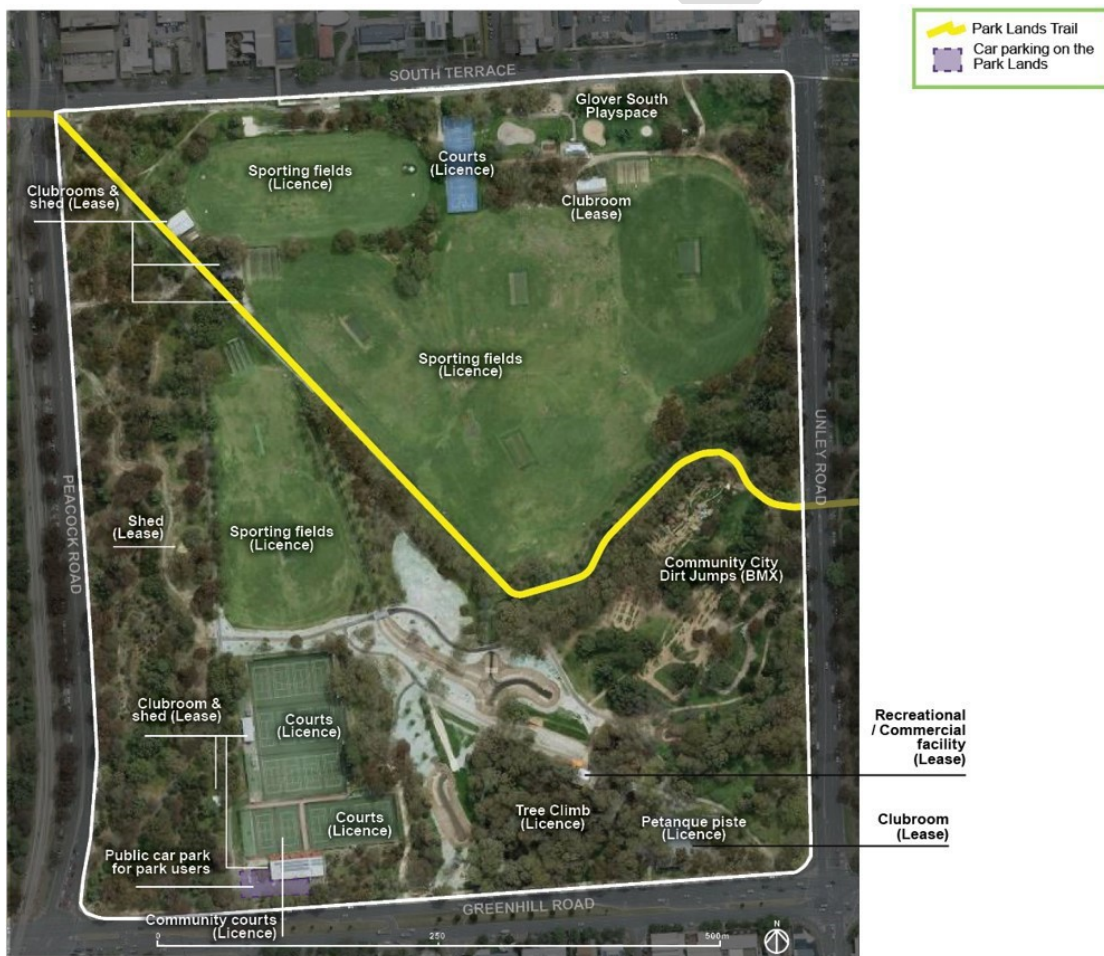 Park Lands Trail
Car parking on the
Park Lands
SOUTH TERRACE
Glover South
Playspace
Sporting fields
(Licence)
Courts
(Licence)
Clubrooms &
shed (Lease)
Clubroom
(Lease)
Sporting fields
(Licence)
UNLEY ROAD
PEACOCK ROAD
Shed
(Lease)
Sporting fields
(Licence)
Community City
Dirt Jumps (BMX)
Clubroom &
shed (Lease)
Courts
(Licence)
Recreational
/ Commercial
facility
(Lease)
Tree Climb
(Licence)
Courts
(Licence)
Petanque piste
(Licence)
Clubroom
(Lease)
Public car park
for park users
GREENHILL ROAD
Community courts
(Licence)
0 250 500m
N